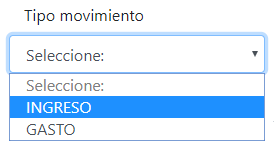 Tipo movimiento
Seleccione:
Seleccione:
INGRESO
GASTO